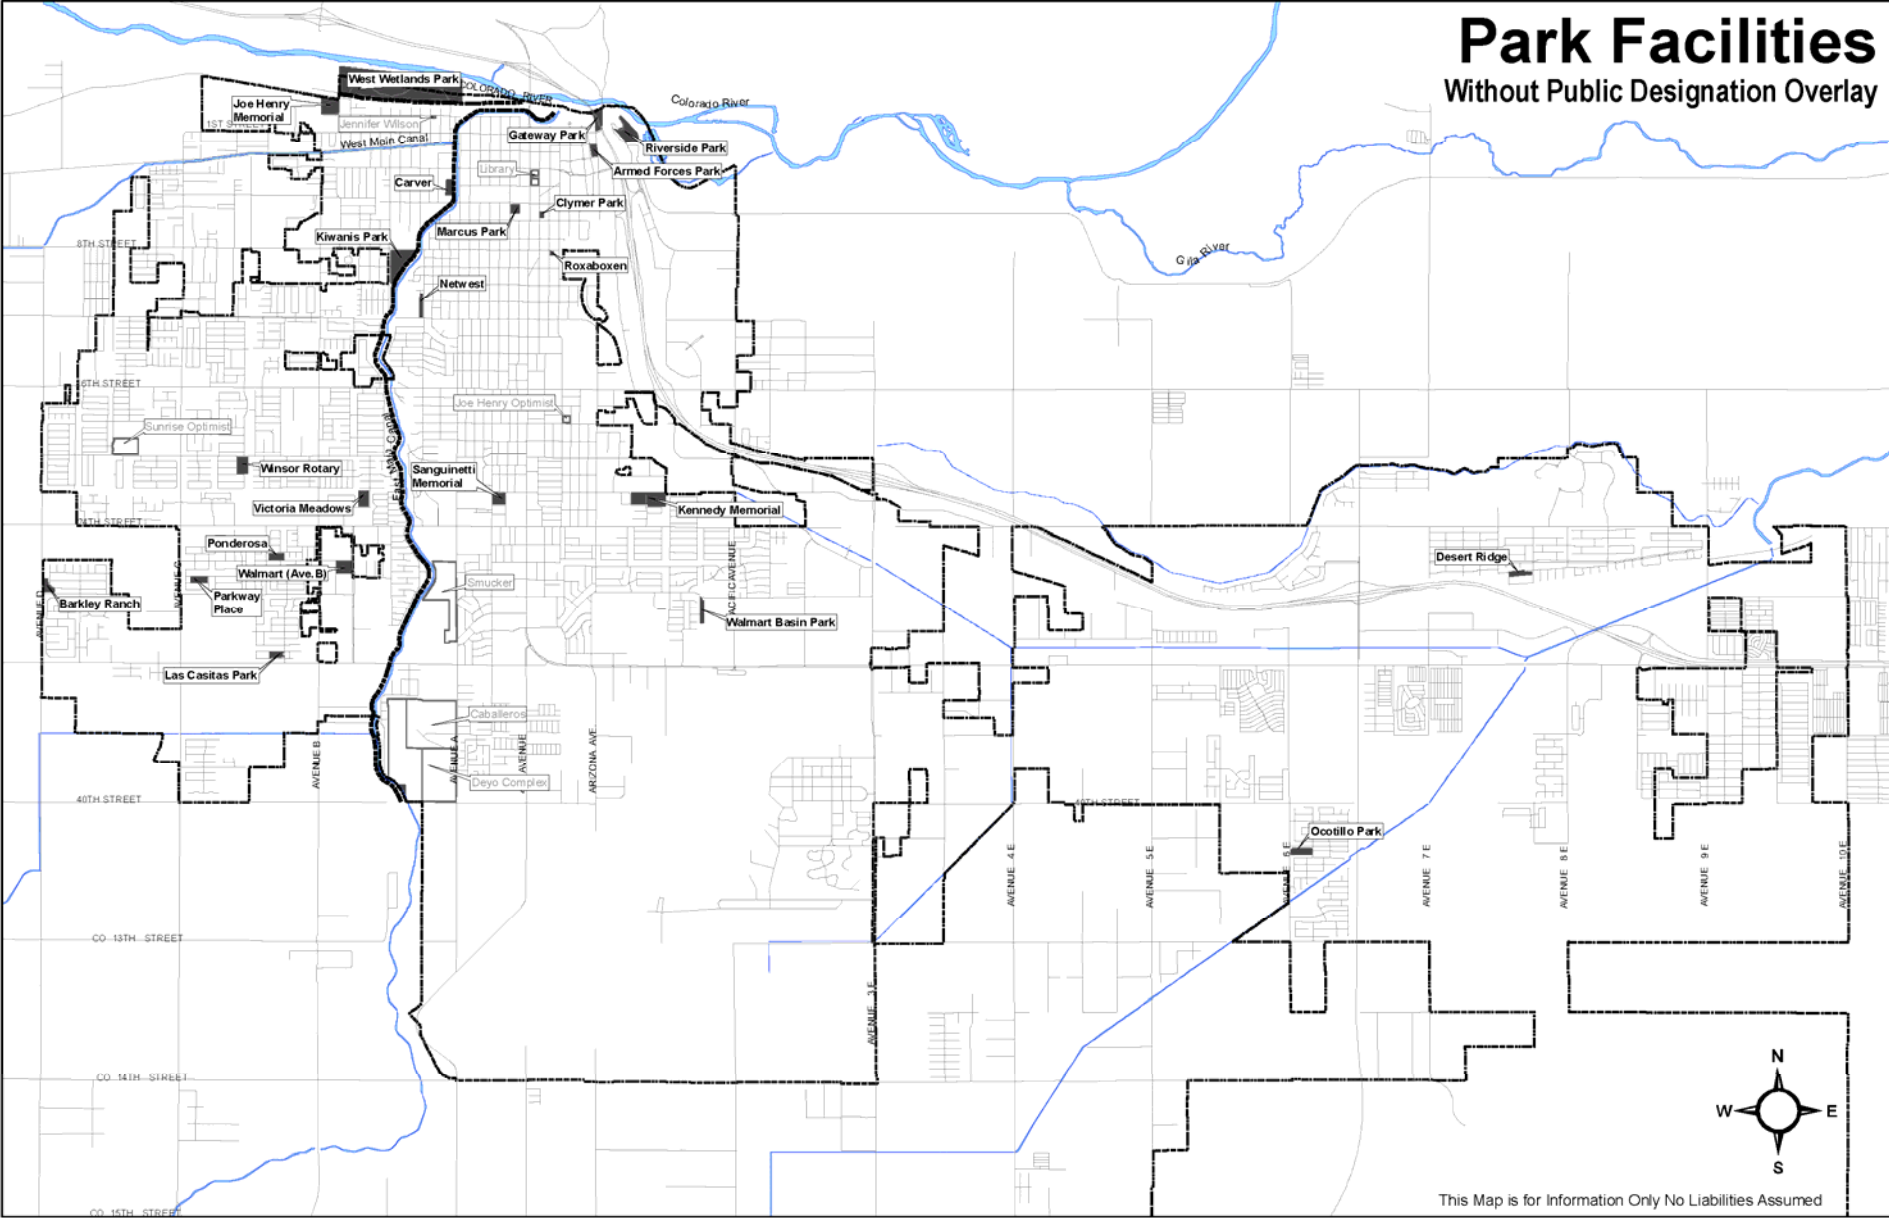 Park Facilities
Without Public Designation Overlay
West Wetlands Park
COLORADO RIVER
Colorado River
Joe Henry
Memorial
1ST STREET
Jennifer Wilson
West Main Canal
Gateway Park
Riverside Park
Armed Forces Park
Library
Carver
Clymer Park
Marcus Park
Kiwanis Park
8TH STREET
Gila River
Roxaboxen
Netwest
16TH STREET
Joe Henry Optimist
Sunrise Optimist
East Main Canal
Winsor Rotary
Sanguinetti
Memorial
Victoria Meadows
Kennedy Memorial
24TH STREET
Ponderosa
Walmart (Ave.B)
Desert Ridge
Smucker
AVENUE C
AVENUE D
Barkley Ranch
Parkway
Place
PACIFIC AVENUE
Walmart Basin Park
Las Casitas Park
Caballeros
AVENUE B
AVENUE A
AVENUE
ARIZONA AVE.
Deyo Complex
40TH STREET
40TH STREET
Ocotillo Park
AVENUE 4 E
AVENUE 5 E
AVENUE 6 E
AVENUE 7 E
AVENUE 8 E
AVENUE 9 E
AVENUE 10 E
CO 13TH STREET
AVENUE 3 E
CO 14TH STREET
N
W
E
S
This Map is for Information Only No Liabilities Assumed
CO 15TH STREET